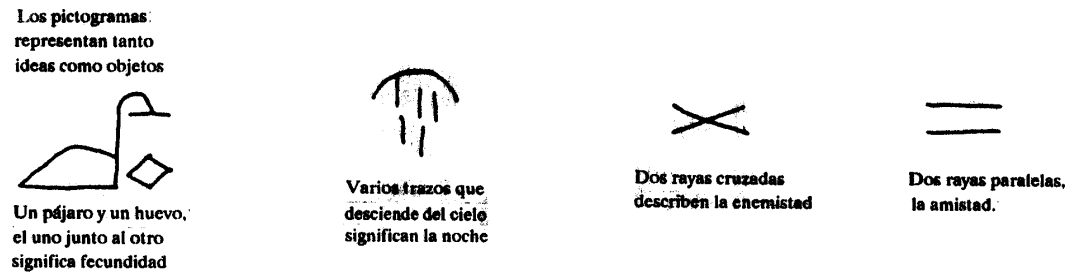 Los pictogramas
representan tanto
ideas como objetos
Un pájaro y un huevo,
el uno junto al otro
significa fecundidad
Varios trazos que
desciende del cielo
significan la noche
Dos rayas cruzadas
describen la enemistad
Dos rayas paralelas,
la amistad.